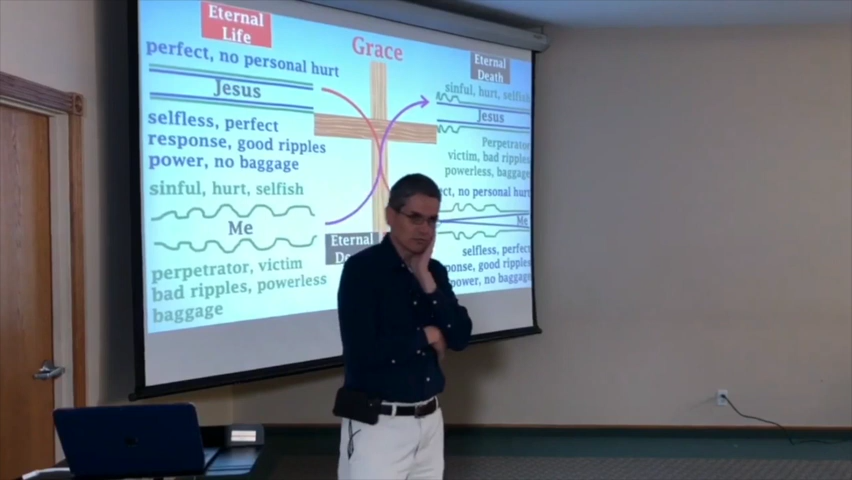 Eternal
Life
perfect, no personal hurt
Jesus
selfless, perfect
response, good ripples
power, no baggage
sinful, hurt, selfish
Me
perpetrator, victim
bad ripples, powerless
baggage
Grace
Eternal
Eternal
Death
sinful, hurt, selfish
Jesus
Perpetrator
victim, bad ripples
powerless, baggage
no personal hurt
Me
selfless, perfect
good ripples
power, no baggage